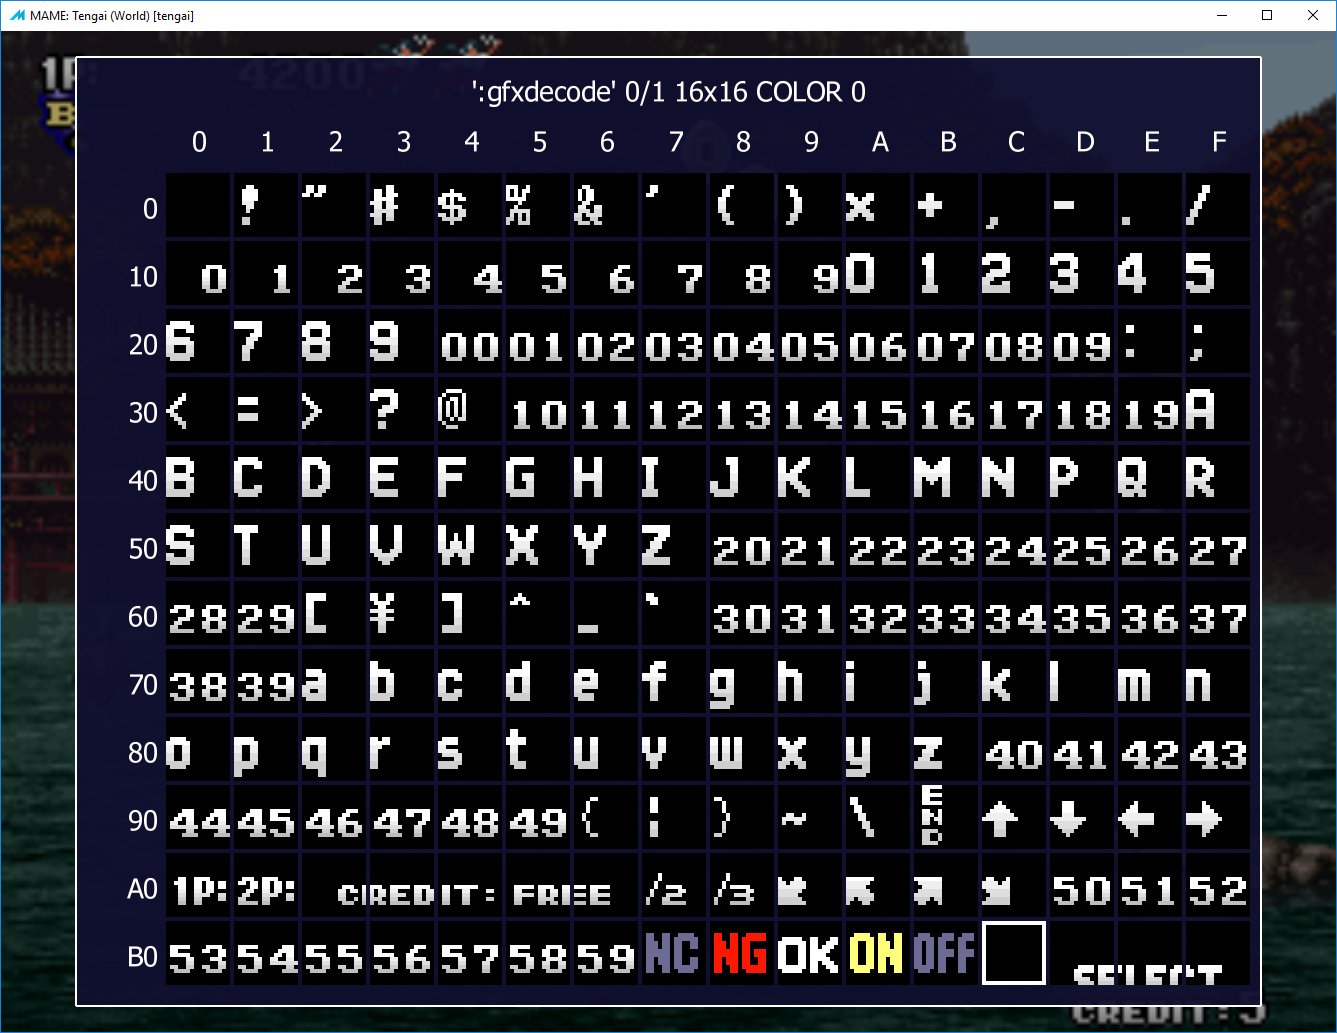 MAME: Tengai (World) [tengai]
1P:
4200
':gfxdecode' 0/1 16x16 COLOR 0
0 1 2 3 4 5 6 7 8 9 A B C D E F
0 ! " # $ % & ' ( ) x + , - . /
10 0 1 2 3 4 5 6 7 8 9 0 1 2 3 4 5
20 6 7 8 9 00 01 02 03 04 05 06 07 08 09 : ;
30 < = > ? @ 10 11 12 13 14 15 16 17 18 19 A
40 B C D E F G H I J K L M N P Q R
50 S T U V W X Y Z 20 21 22 23 24 25 26 27
60 28 29 [ ¥ ] ^ _ ` 30 31 32 33 34 35 36 37
70 38 39 a b c d e f g h i j k l m n
80 o p q r s t u v w x y z 40 41 42 43
90 44 45 46 47 48 49 ( ¦ ) ~ \ END ↑ ↓ ← →
A0 1P: 2P: CREDIT: FREE /2 /3 ↙ ↖ ↗ ↘ 50 51 52
B0 53 54 55 56 57 58 59 NC NG OK ON OFF SELECT
CREDIT:5